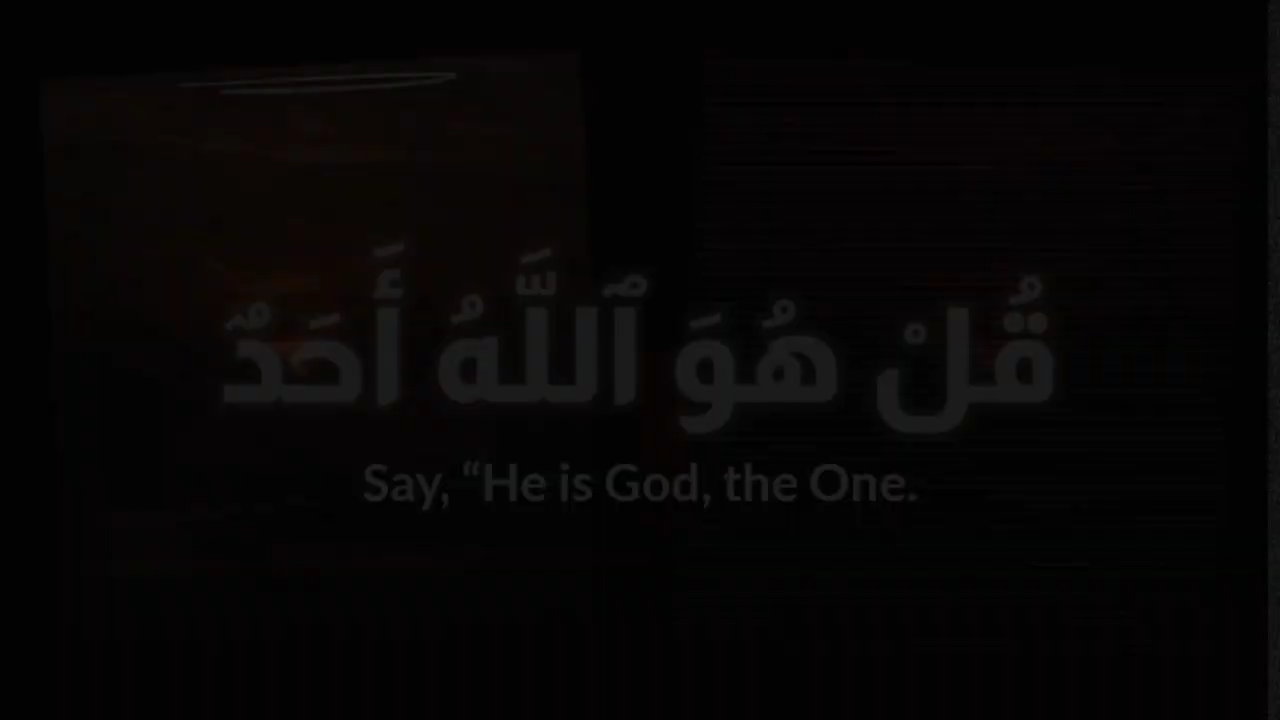 قُلْ هُوَ ٱللَّهُ أَحَدٌ
Say, “He is God, the One.